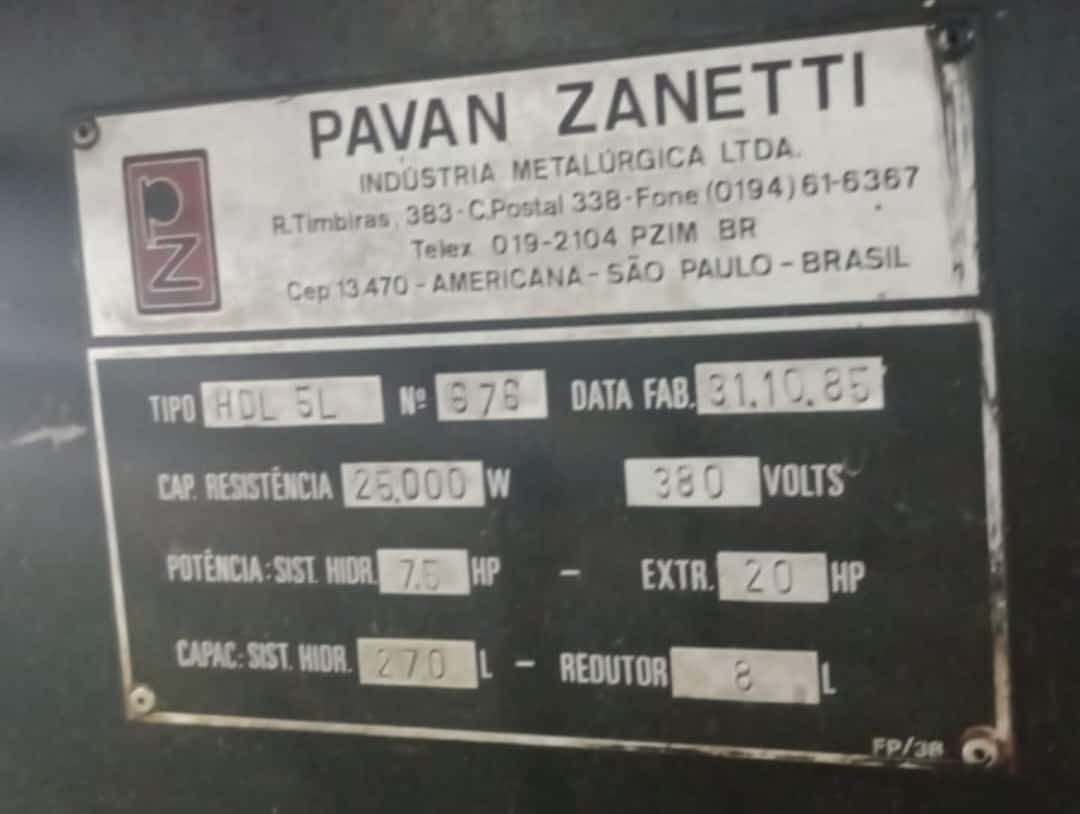 PAVAN ZANETTI
INDÚSTRIA METALÚRGICA LTDA.
R.Timbiras, 383-C.Postal 338-Fone (0194) 61-6367
Telex 019-2104 PZIM BR
Cep 13.470-AMERICANA-SÃO PAULO-BRASIL
TIPO HDL 5L Nº 676 DATA FAB. 31.10.85
CAP. RESISTÊNCIA 25.000 W 380 VOLTS
POTÊNCIA: SIST. HIDR. 7.5 HP - EXTR. 20 HP
CAPAC: SIST. HIDR. 270 L - REDUTOR 8 L
FP/38